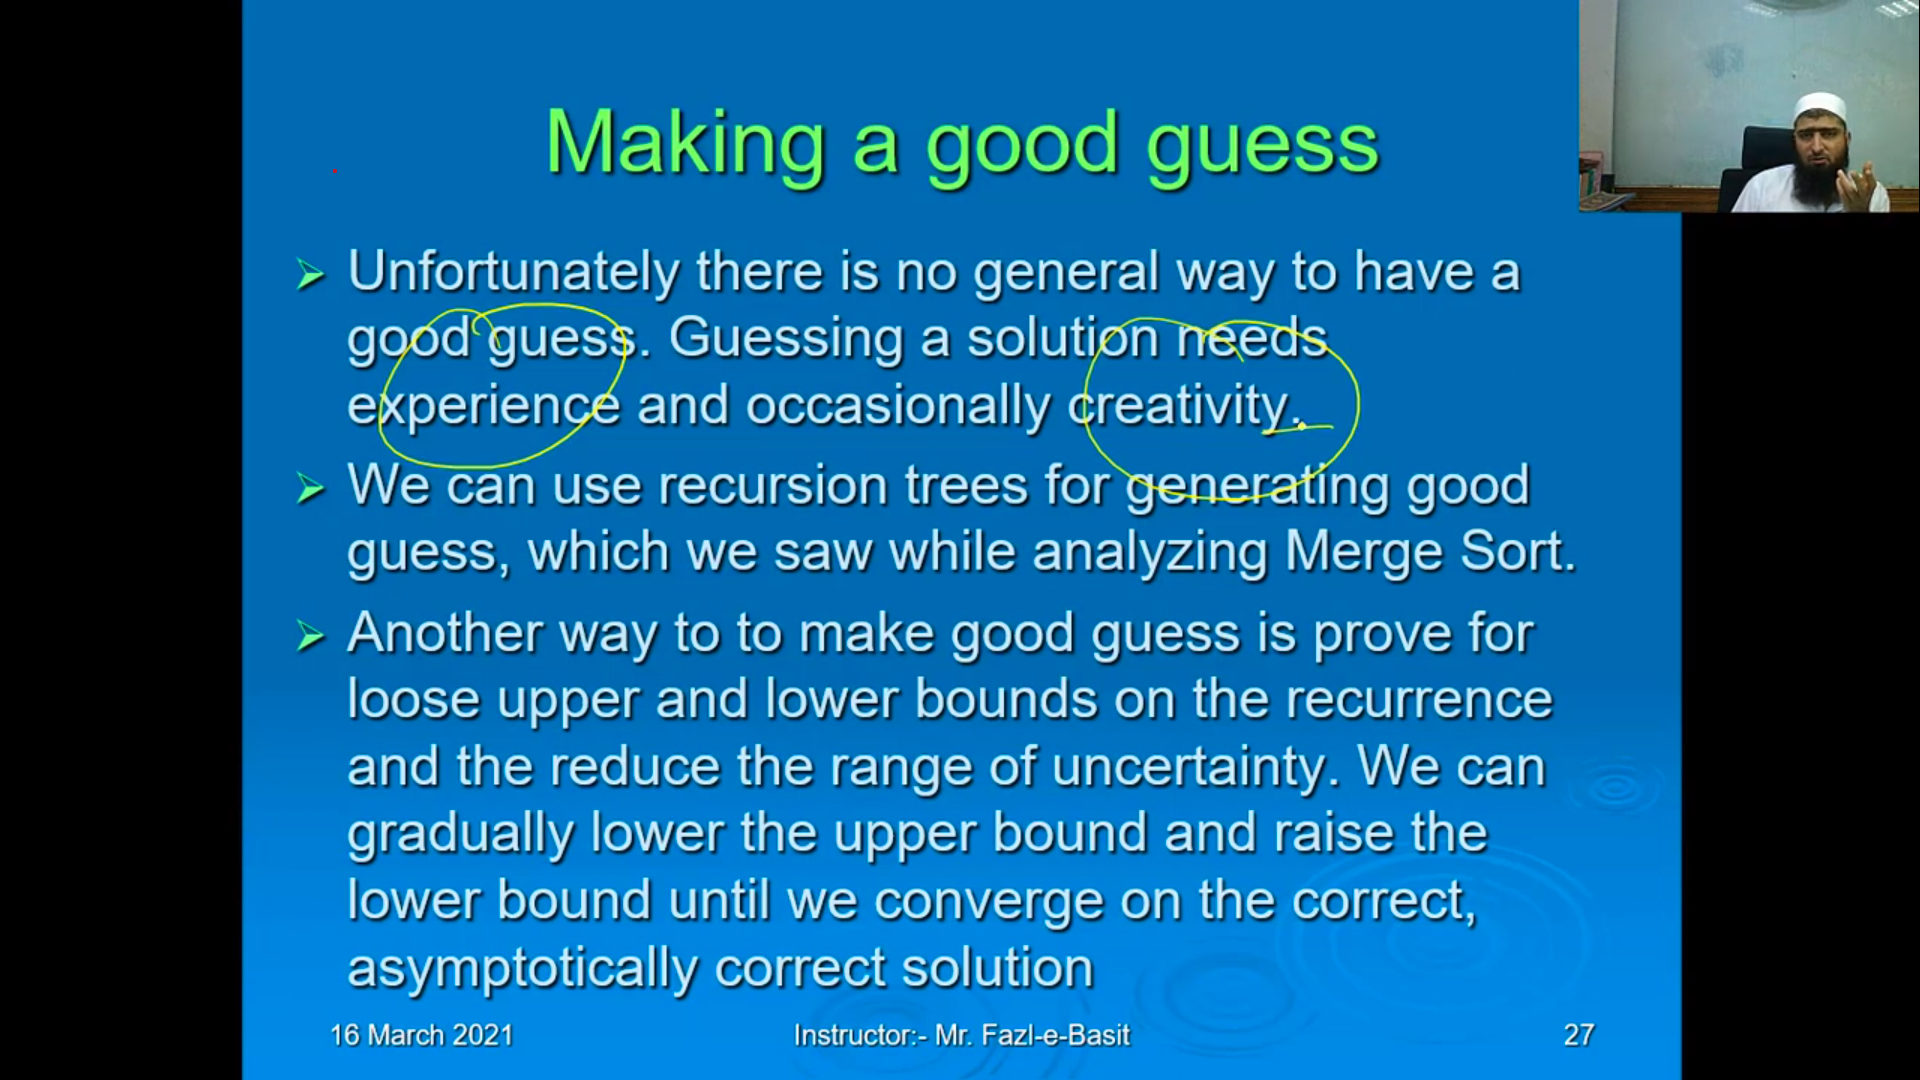 Making a good guess
Unfortunately there is no general way to have a
good guess. Guessing a solution needs
experience and occasionally creativity.
We can use recursion trees for generating good
guess, which we saw while analyzing Merge Sort.
Another way to to make good guess is prove for
loose upper and lower bounds on the recurrence
and the reduce the range of uncertainty. We can
gradually lower the upper bound and raise the
lower bound until we converge on the correct,
asymptotically correct solution
16 March 2021
Instructor:- Mr. Fazl-e-Basit
27